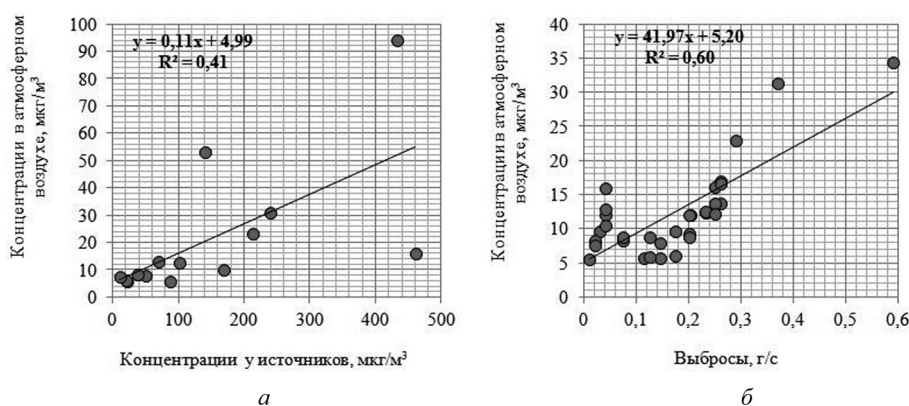 Концентрации в атмосферном
воздухе, мкг/м³
100
90
80
70
60
50
40
30
20
10
0
y = 0,11x + 4,99
R² = 0,41
0
100
200
300
400
500
Концентрации у источников, мкг/м³
а
Концентрации в атмосферном
воздухе, мкг/м³
40
35
30
25
20
15
10
5
0
y = 41,97x + 5,20
R² = 0,60
0
0,1
0,2
0,3
0,4
0,5
0,6
Выбросы, г/с
б